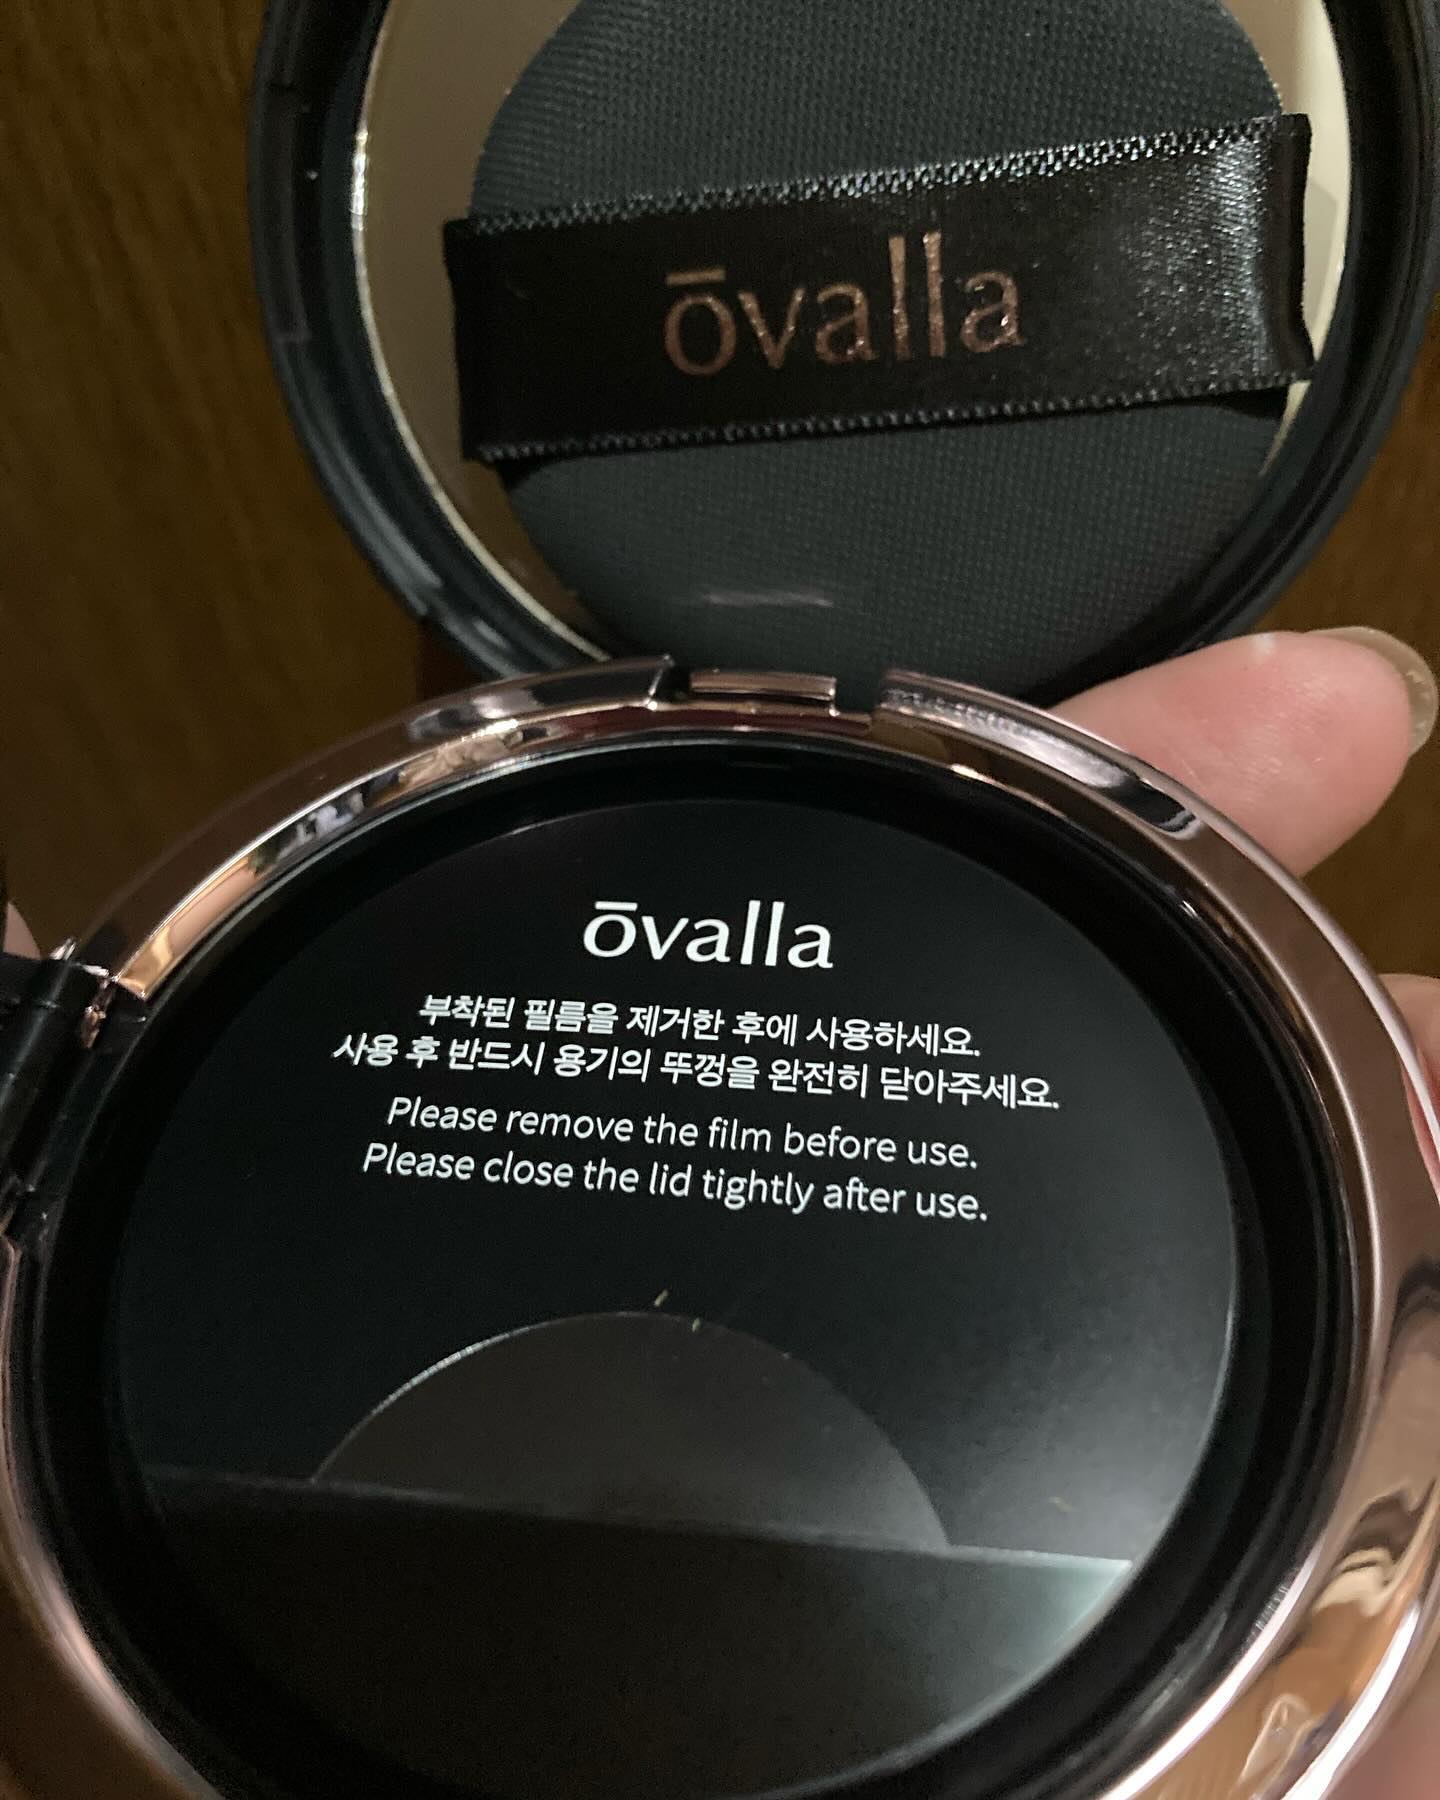 ōvalla
ōvalla
부착된 필름을 제거한 후에 사용하세요.
사용 후 반드시 용기의 뚜껑을 완전히 닫아주세요.
Please remove the film before use.
Please close the lid tightly after use.